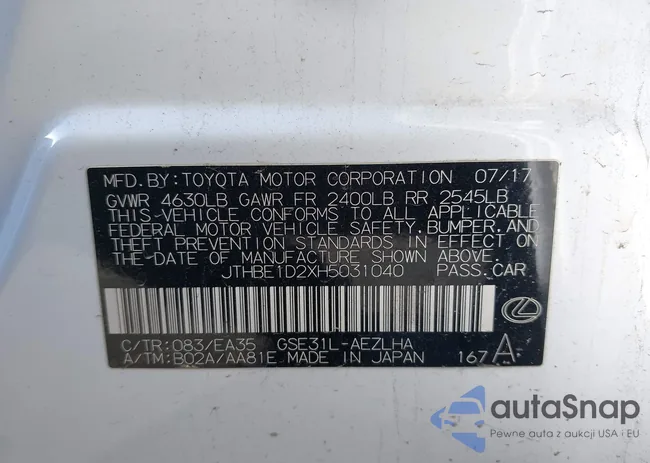 MFD. BY: TOYOTA MOTOR CORPORATION 07/17
GVWR 4630LB GAWR FR 2400LB RR 2545LB
THIS-VEHICLE CONFORMS TO ALL APPLICABLE
FEDERAL MOTOR VEHICLE SAFETY, BUMPER, AND
THEFT PREVENTION STANDARDS IN EFFECT ON
THE DATE OF MANUFACTURE SHOWN ABOVE.
JTHBE1D2XH5031040 PASS. CAR
C/TR: 083/EA35 GSE31L-AEZLHA
A/TM: B02A/AA81E MADE IN JAPAN 167 A
autaSnap
Pewne auta z aukcji USA i EU